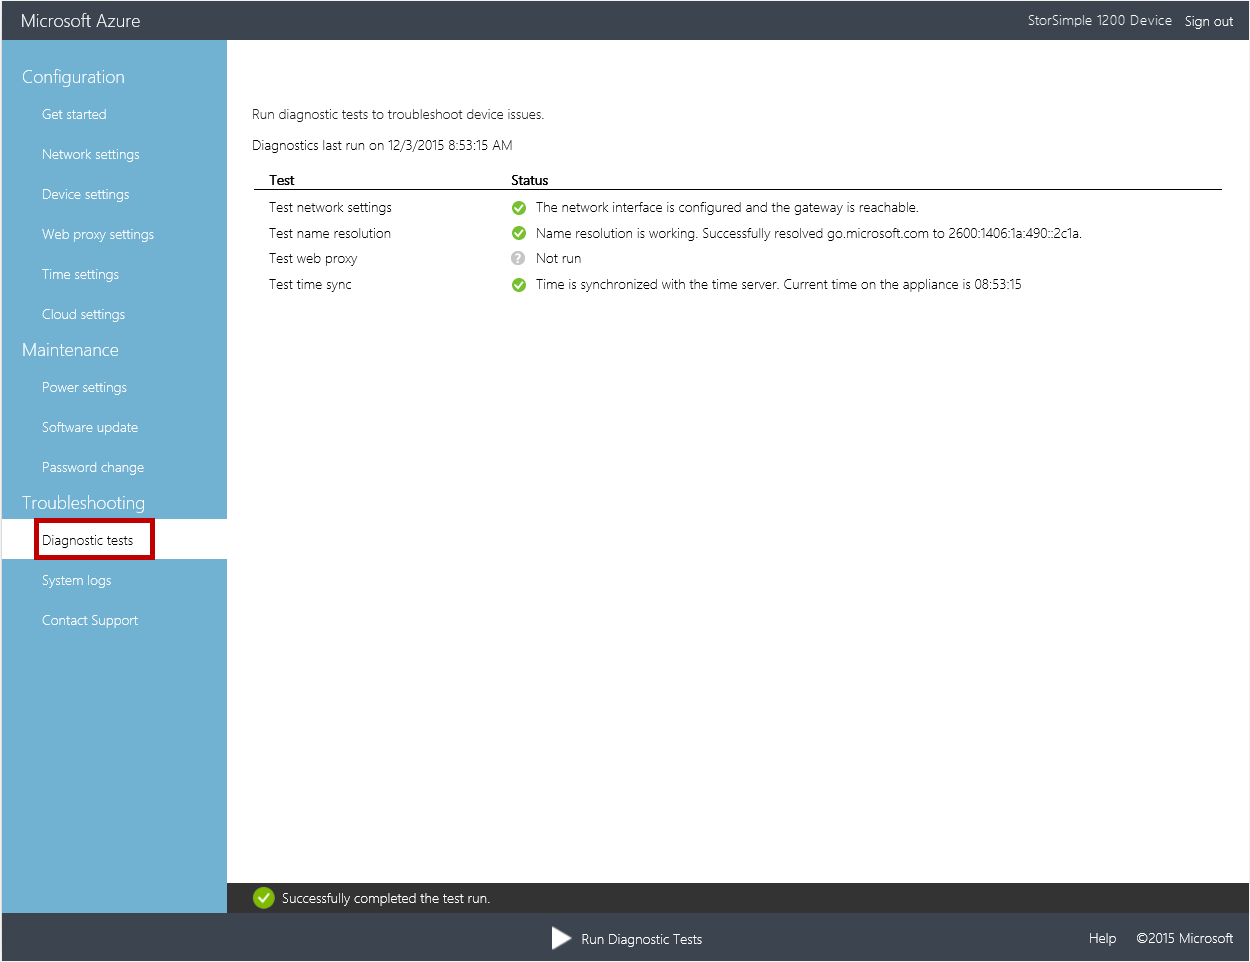 Microsoft Azure
StorSimple 1200 Device Sign out
Configuration
Get started
Network settings
Device settings
Web proxy settings
Time settings
Cloud settings
Maintenance
Power settings
Software update
Password change
Troubleshooting
Diagnostic tests
System logs
Contact Support
Run diagnostic tests to troubleshoot device issues.
Diagnostics last run on 12/3/2015 8:53:15 AM
Test Status
Test network settings The network interface is configured and the gateway is reachable.
Test name resolution Name resolution is working. Successfully resolved go.microsoft.com to 2600:1406:1a:490::2c1a.
Test web proxy Not run
Test time sync Time is synchronized with the time server. Current time on the appliance is 08:53:15
Successfully completed the test run.
Run Diagnostic Tests
Help ©2015 Microsoft